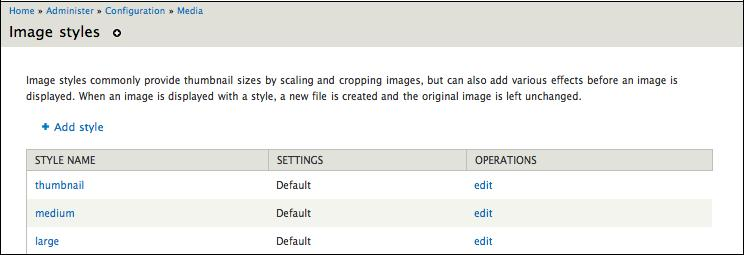 Home » Administer » Configuration » Media
Image styles
Image styles commonly provide thumbnail sizes by scaling and cropping images, but can also add various effects before an image is
displayed. When an image is displayed with a style, a new file is created and the original image is left unchanged.
+ Add style
STYLE NAME SETTINGS OPERATIONS
thumbnail Default edit
medium Default edit
large Default edit